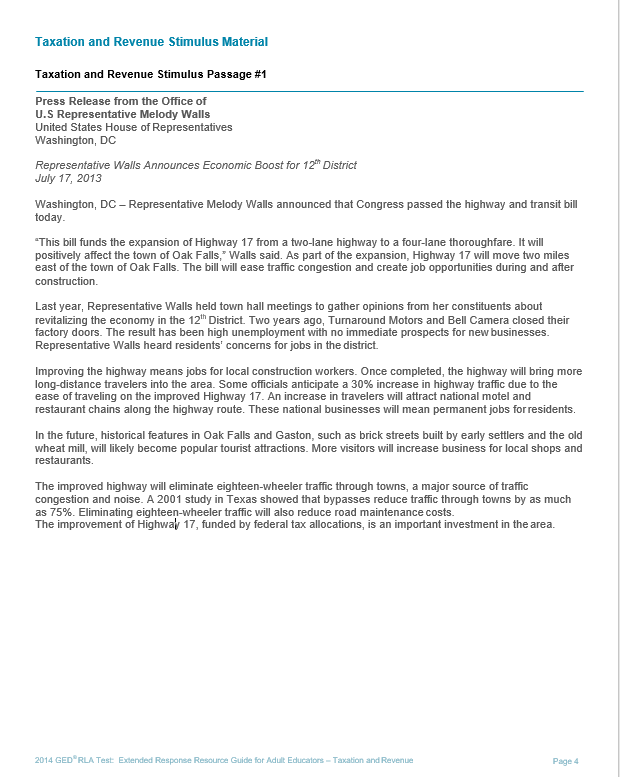 Taxation and Revenue Stimulus Material
Taxation and Revenue Stimulus Passage #1
Press Release from the Office of
U.S Representative Melody Walls
United States House of Representatives
Washington, DC
Representative Walls Announces Economic Boost for 12th District
July 17, 2013
Washington, DC – Representative Melody Walls announced that Congress passed the highway and transit bill
today.
“This bill funds the expansion of Highway 17 from a two-lane highway to a four-lane thoroughfare. It will
positively affect the town of Oak Falls,” Walls said. As part of the expansion, Highway 17 will move two miles
east of the town of Oak Falls. The bill will ease traffic congestion and create job opportunities during and after
construction.
Last year, Representative Walls held town hall meetings to gather opinions from her constituents about
revitalizing the economy in the 12th District. Two years ago, Turnaround Motors and Bell Camera closed their
factory doors. The result has been high unemployment with no immediate prospects for new businesses.
Representative Walls heard residents’ concerns for jobs in the district.
Improving the highway means jobs for local construction workers. Once completed, the highway will bring more
long-distance travelers into the area. Some officials anticipate a 30% increase in highway traffic due to the
ease of traveling on the improved Highway 17. An increase in travelers will attract national motel and
restaurant chains along the highway route. These national businesses will mean permanent jobs for residents.
In the future, historical features in Oak Falls and Gaston, such as brick streets built by early settlers and the old
wheat mill, will likely become popular tourist attractions. More visitors will increase business for local shops and
restaurants.
The improved highway will eliminate eighteen-wheeler traffic through towns, a major source of traffic
congestion and noise. A 2001 study in Texas showed that bypasses reduce traffic through towns by as much
as 75%. Eliminating eighteen-wheeler traffic will also reduce road maintenance costs.
The improvement of Highway 17, funded by federal tax allocations, is an important investment in the area.
2014 GED® RLA Test: Extended Response Resource Guide for Adult Educators – Taxation and Revenue
Page 4